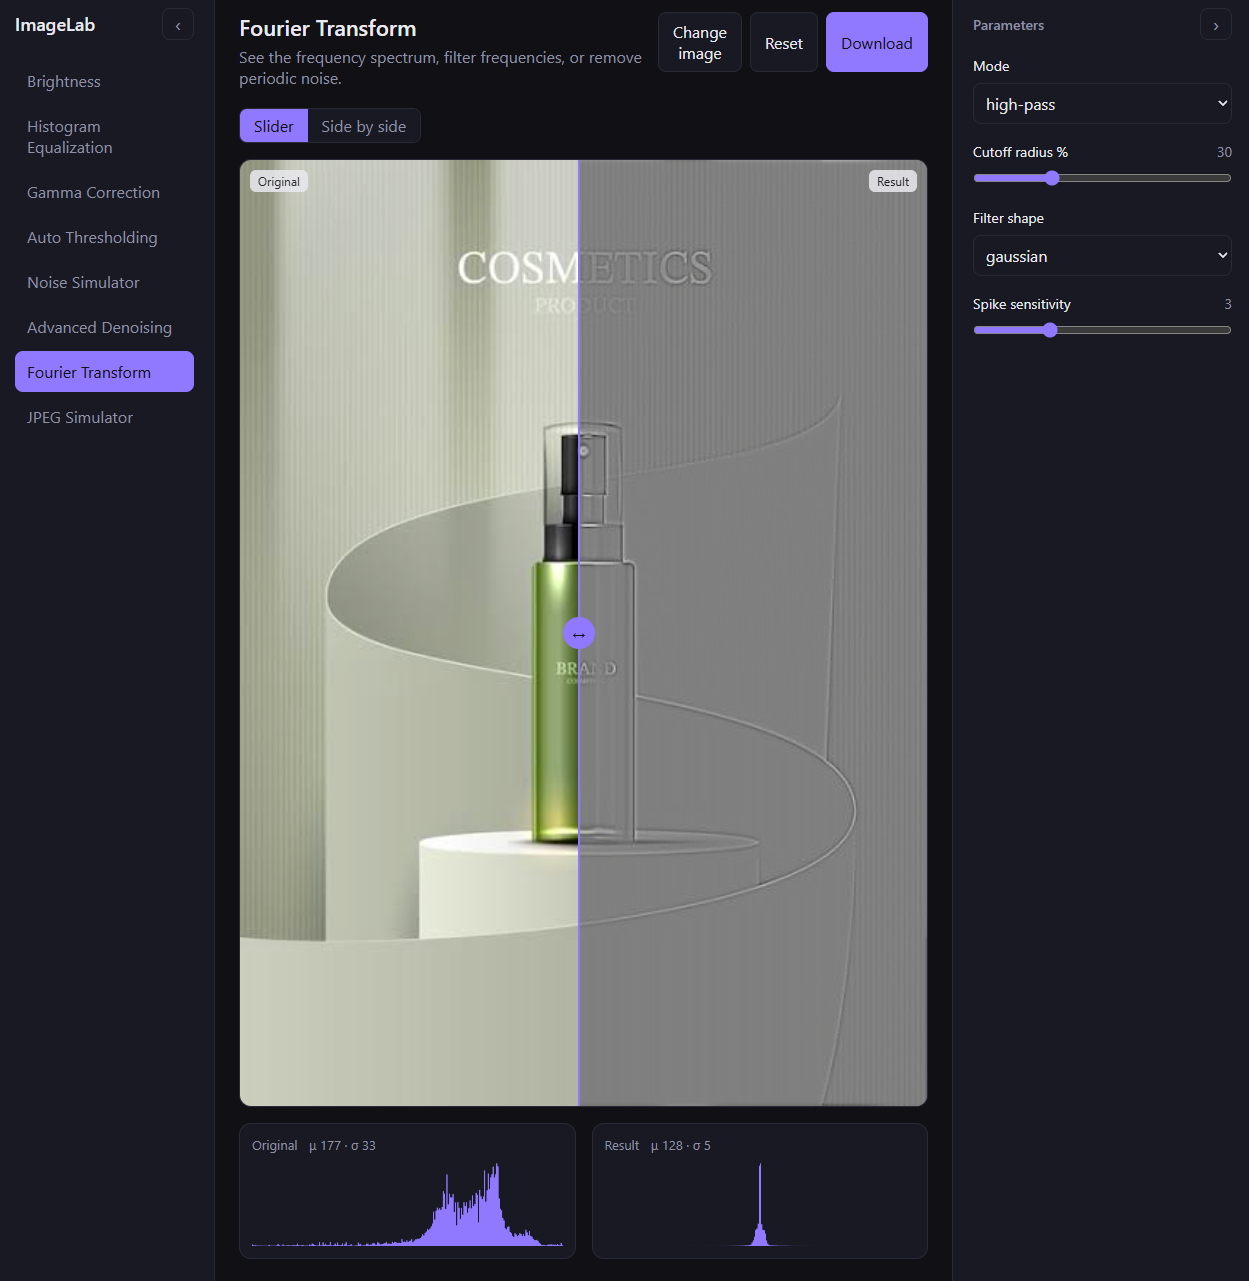 ImageLab
‹
Brightness
Histogram
Equalization
Gamma Correction
Auto Thresholding
Noise Simulator
Advanced Denoising
Fourier Transform
JPEG Simulator
Fourier Transform
See the frequency spectrum, filter frequencies, or remove
periodic noise.
Change
image
Reset
Download
Slider
Side by side
Original
Result
COSMETICS
PRODUCT
BRAND
Original μ 177 · σ 33
Result μ 128 · σ 5
Parameters
›
Mode
high-pass
Cutoff radius % 30
Filter shape
gaussian
Spike sensitivity 3